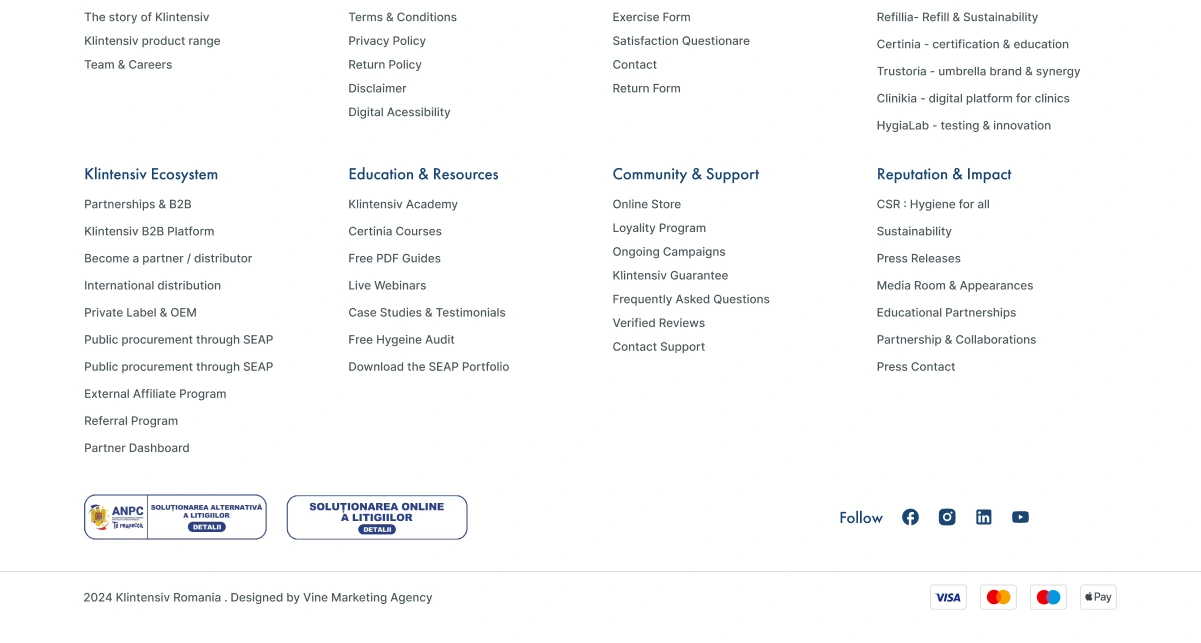 The story of Klintensiv
Klintensiv product range
Team & Careers
Terms & Conditions
Privacy Policy
Return Policy
Disclaimer
Digital Acessibility
Exercise Form
Satisfaction Questionare
Contact
Return Form
Refillia- Refill & Sustainability
Certinia - certification & education
Trustoria - umbrella brand & synergy
Clinikia - digital platform for clinics
HygiaLab - testing & innovation
Klintensiv Ecosystem
Partnerships & B2B
Klintensiv B2B Platform
Become a partner / distributor
International distribution
Private Label & OEM
Public procurement through SEAP
Public procurement through SEAP
External Affiliate Program
Referral Program
Partner Dashboard
Education & Resources
Klintensiv Academy
Certinia Courses
Free PDF Guides
Live Webinars
Case Studies & Testimonials
Free Hygeine Audit
Download the SEAP Portfolio
Community & Support
Online Store
Loyality Program
Ongoing Campaigns
Klintensiv Guarantee
Frequently Asked Questions
Verified Reviews
Contact Support
Reputation & Impact
CSR : Hygiene for all
Sustainability
Press Releases
Media Room & Appearances
Educational Partnerships
Partnership & Collaborations
Press Contact
ANPC
Te respectă
SOLUȚIONAREA ALTERNATIVĂ
A LITIGIILOR
DETALII
SOLUȚIONAREA ONLINE
A LITIGIILOR
DETALII
Follow
2024 Klintensiv Romania . Designed by Vine Marketing Agency
VISA
Pay